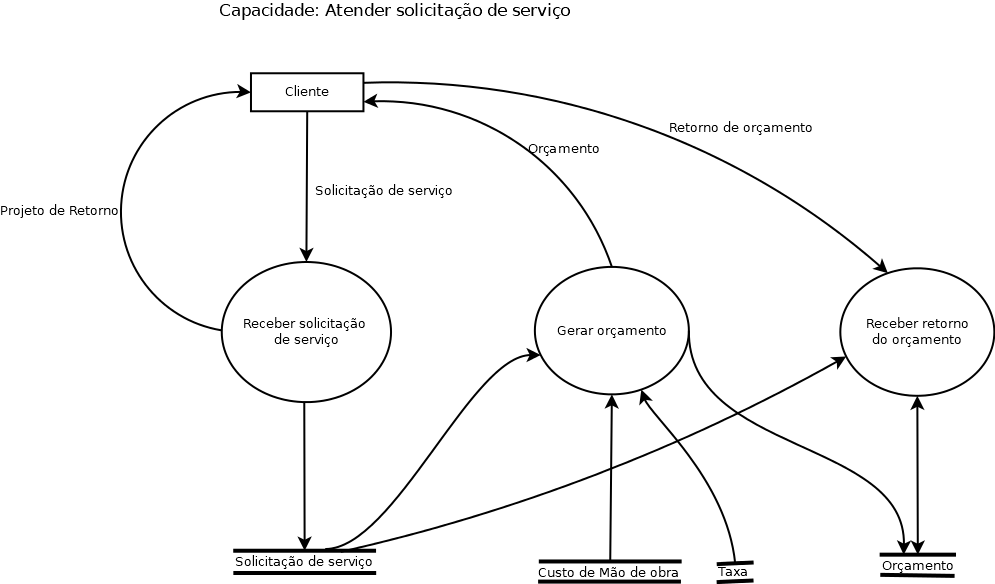 Capacidade: Atender solicitação de serviço
Cliente
Retorno de orçamento
Orçamento
Solicitação de serviço
Projeto de Retorno
Receber solicitação
de serviço
Gerar orçamento
Receber retorno
do orçamento
Solicitação de serviço
Custo de Mão de obra
Taxa
Orçamento